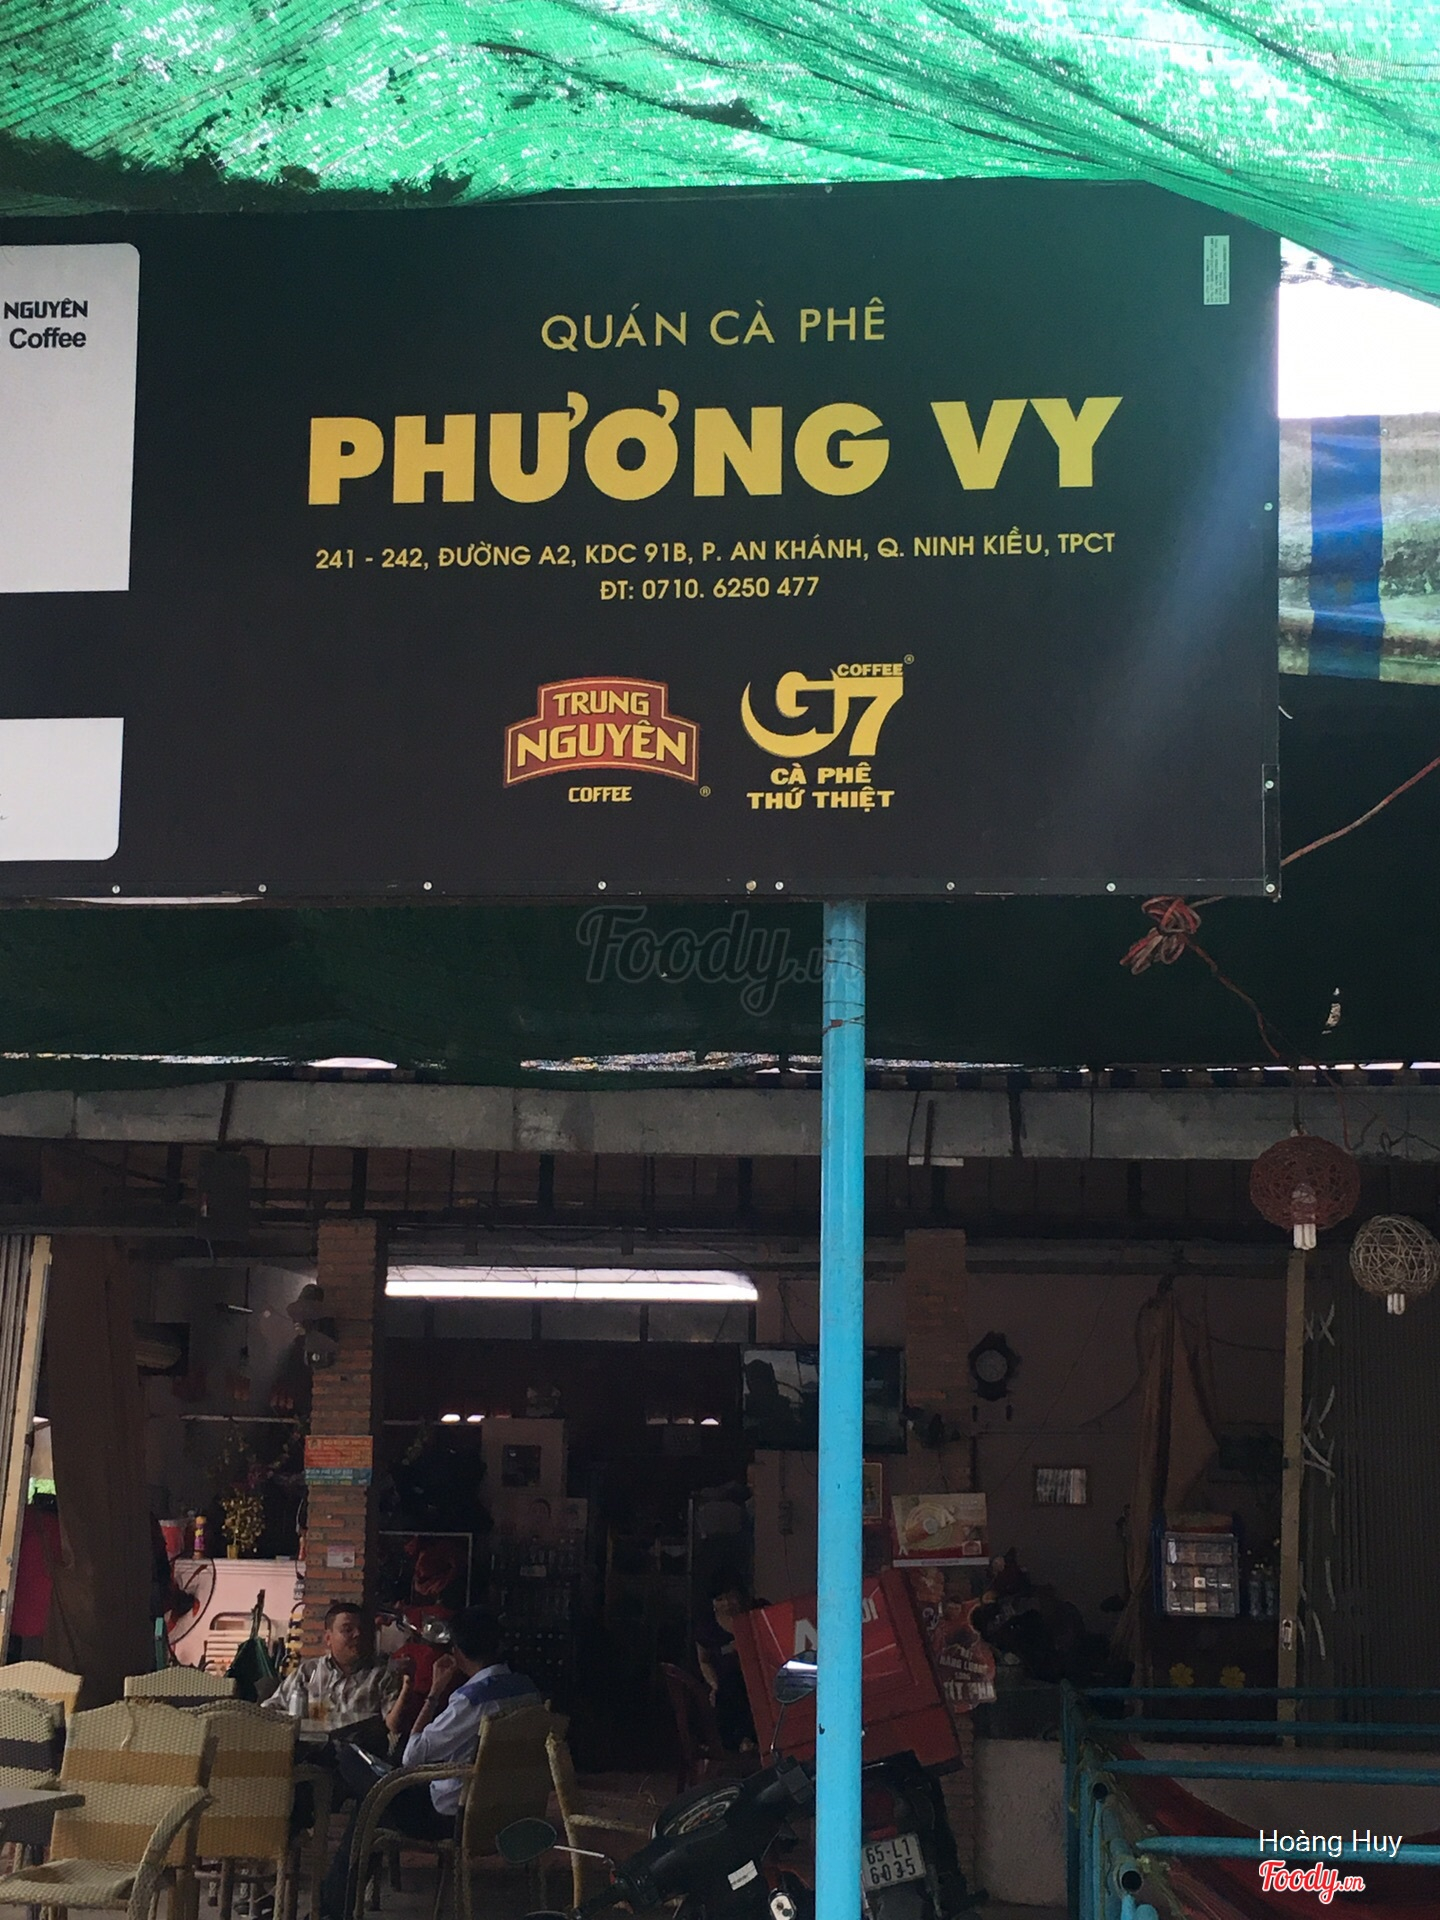 NGUYÊN
Coffee
QUÁN CÀ PHÊ
PHƯƠNG VY
241 - 242, ĐƯỜNG A2, KDC 91B, P. AN KHÁNH, Q. NINH KIỀU, TPCT
ĐT: 0710. 6250 477
TRUNG
NGUYÊN
COFFEE
®
COFFEE®
G7
CÀ PHÊ
THỨ THIỆT
Foody.vn
65-L1
6035
Hoàng Huy
Foody.vn